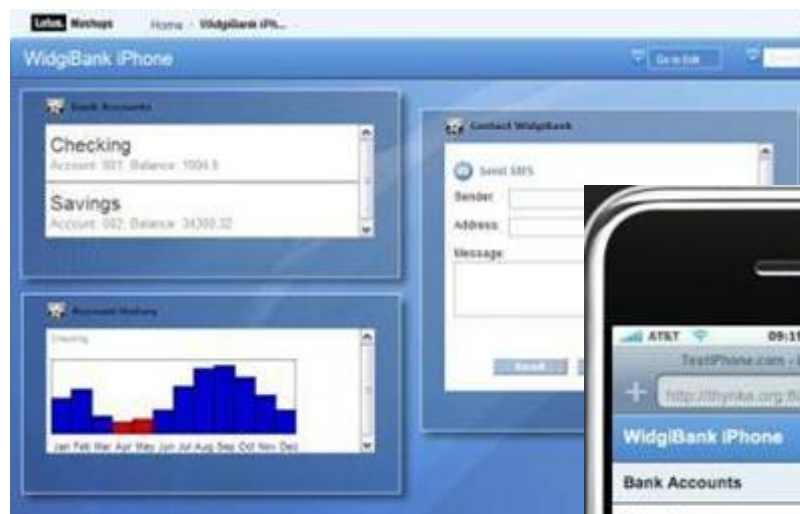 Lotus. Mashups Home › WidgiBank iPh...
WidgiBank iPhone
Go to Edit
Bank Accounts
Checking
Account: 001, Balance: 1004.5
Savings
Account: 002, Balance: 34300.32
Contact WidgiBank
Send SMS
Sender:
Address:
Message:
Send
Account History
Checking
Jan Feb Mar Apr May Jun Jul Aug Sep Oct Nov Dec
AT&T 09:19
TestiPhone.com - i
WidgiBank iPhone
Bank Accounts